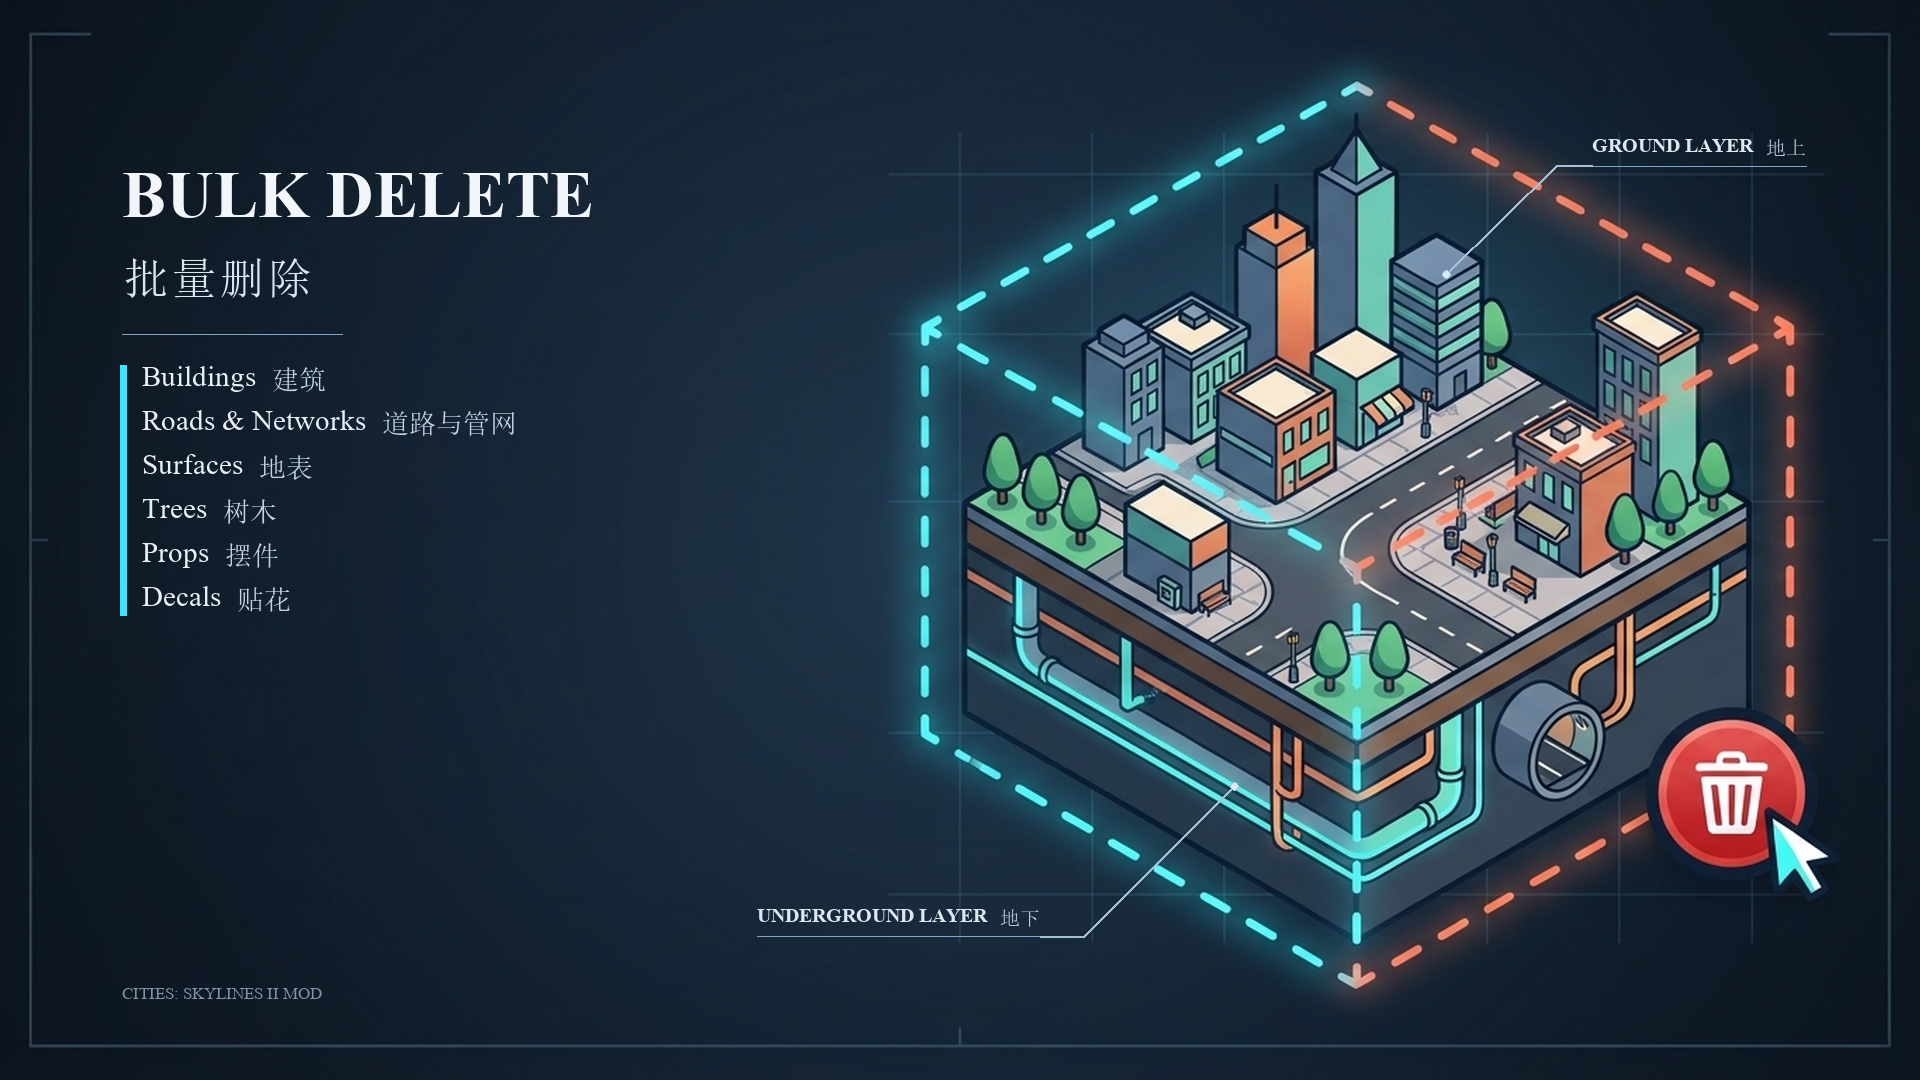 BULK DELETE
批量删除
Buildings 建筑
Roads & Networks 道路与管网
Surfaces 地表
Trees 树木
Props 摆件
Decals 贴花
GROUND LAYER 地上
UNDERGROUND LAYER 地下
CITIES: SKYLINES II MOD